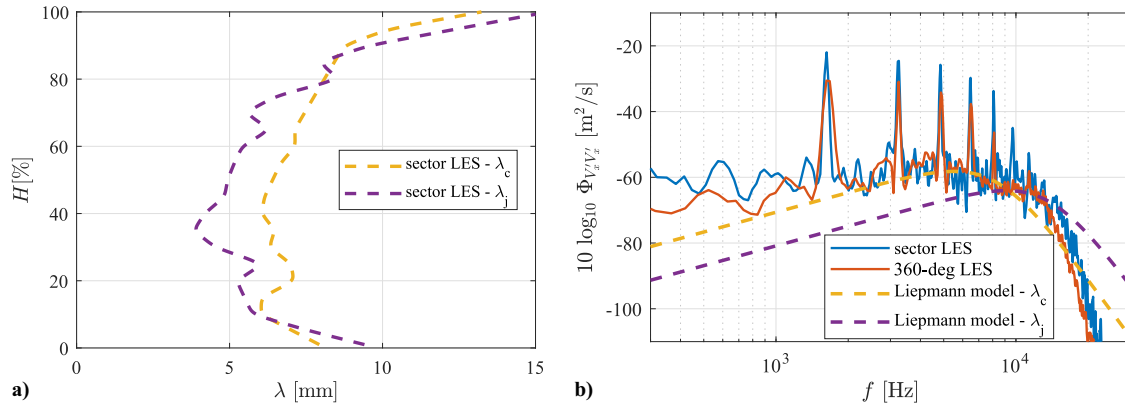 100
80
60
40
20
0
H[%]
sector LES - λc
sector LES - λj
0
5
10
15
λ [mm]
a)
-20
-40
-60
-80
-100
10 log10 ΦV′xV′x [m²/s]
sector LES
360-deg LES
Liepmann model - λc
Liepmann model - λj
10³
10⁴
f [Hz]
b)